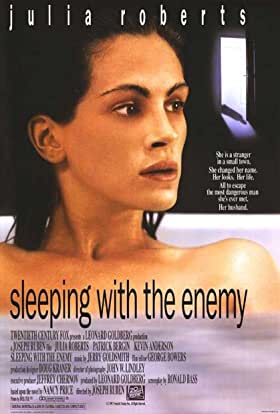 julia roberts
She is a stranger
in a small town.
She changed her name.
Her looks. Her life.
All to escape
the most dangerous man
she's ever met.
Her husband.
sleeping with the enemy
TWENTIETH CENTURY FOX presents A LEONARD GOLDBERG production
A JOSEPH RUBEN film JULIA ROBERTS PATRICK BERGIN KEVIN ANDERSON
SLEEPING WITH THE ENEMY music by JERRY GOLDSMITH film editor GEORGE BOWERS
production designer DOUG KRANER director of photography JOHN W. LINDLEY
executive producer JEFFREY CHERNOV produced by LEONARD GOLDBERG screenplay by RONALD BASS
based upon the novel by NANCY PRICE directed by JOSEPH RUBEN
R RESTRICTED